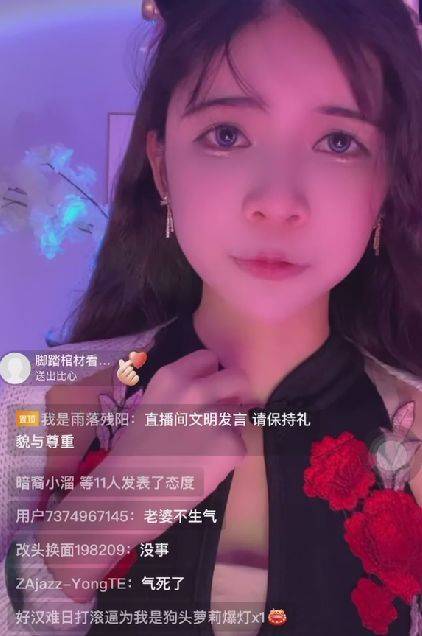 脚踏棺材看...
送出比心
置顶 我是雨落残阳：直播间文明发言 请保持礼
貌与尊重
暗裔小溜 等11人发表了态度
用户7374967145：老婆不生气
改头换面198209：没事
ZAjazz-YongTE：气死了
好汉难日打滚逼为我是狗头萝莉爆灯x1